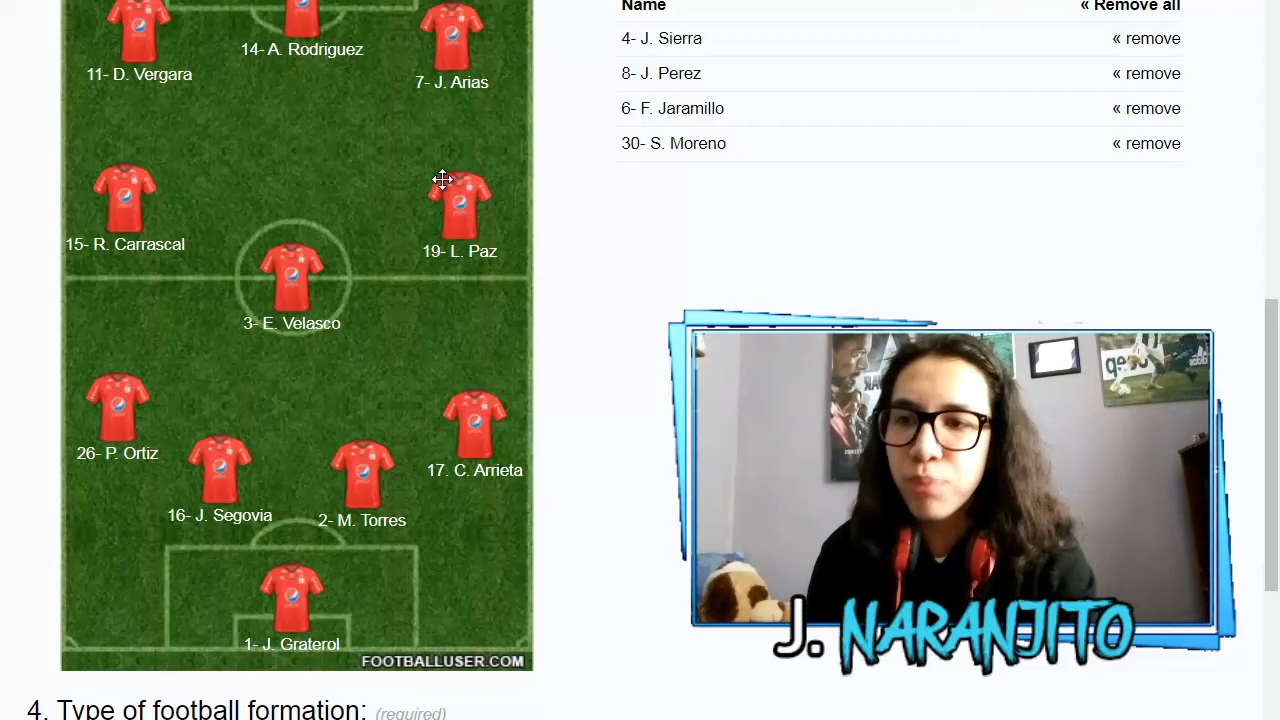 11- D. Vergara
14- A. Rodriguez
7- J. Arias
15- R. Carrascal
19- L. Paz
3- E. Velasco
26- P. Ortiz
17. C. Arrieta
16- J. Segovia
2- M. Torres
1- J. Graterol
FOOTBALLUSER.COM
Name « Remove all
4- J. Sierra « remove
8- J. Perez « remove
6- F. Jaramillo « remove
30- S. Moreno « remove
J. NARANJITO
4. Type of football formation: (required)